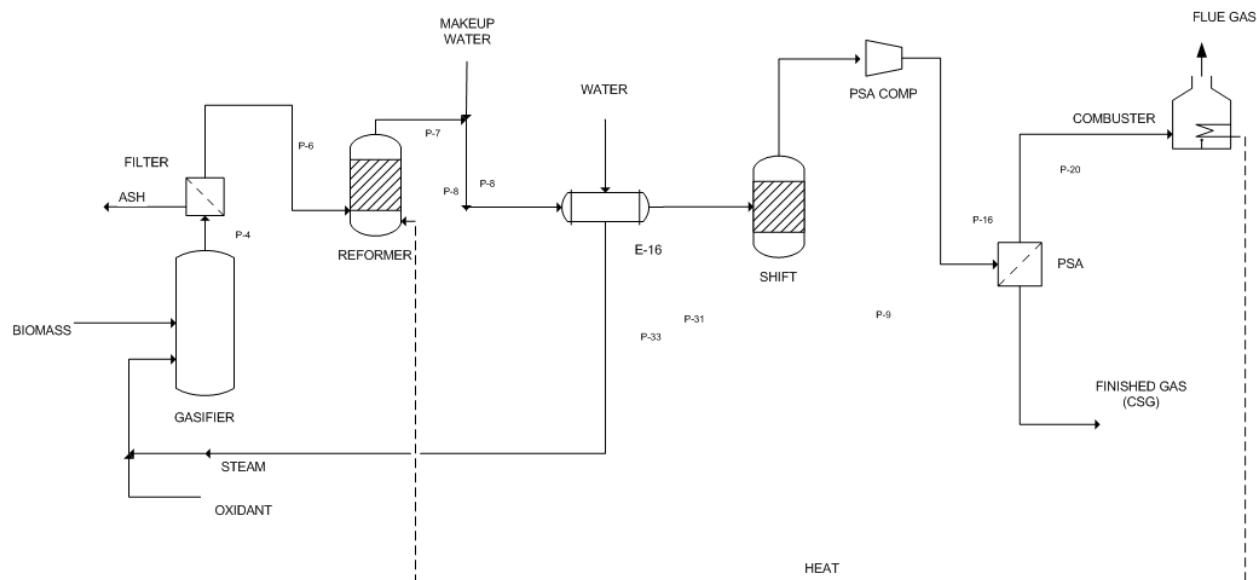 FLUE GAS
MAKEUP
WATER
WATER
PSA COMP
COMBUSTER
P-7
P-6
FILTER
P-20
ASH
P-8
P-8
P-16
P-4
REFORMER
E-16
PSA
SHIFT
P-31
P-9
BIOMASS
P-33
FINISHED GAS
(CSG)
GASIFIER
STEAM
OXIDANT
HEAT